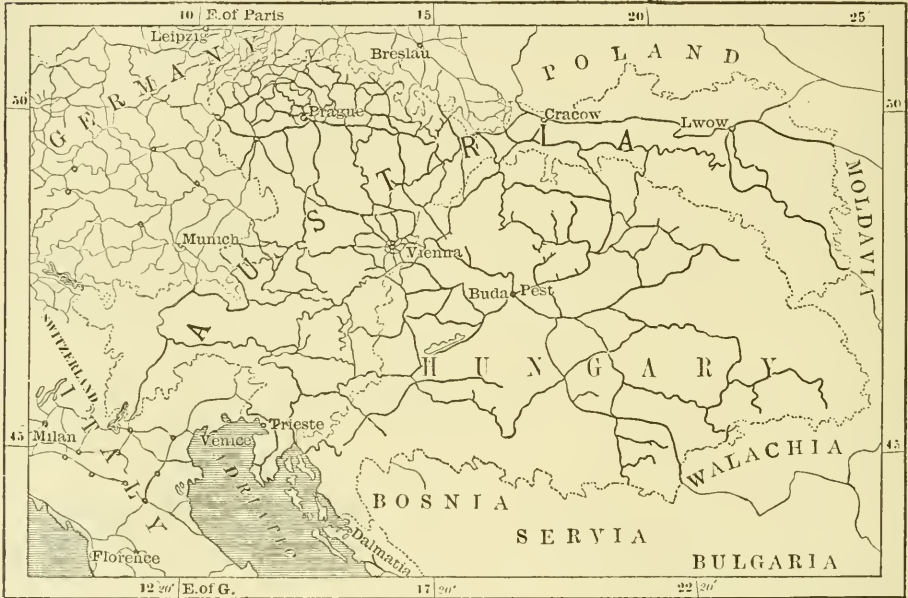 10 E. of Paris 15 20 25
Leipzig
Breslau
POLAND
GERMANY
50
Prague
Cracow
Lwow
50
AUSTRIA
MOLDAVIA
Munich
Vienna
Buda Pest
SWITZERLAND
HUNGARY
ITALY
45
Milan
Venice
Prieste
45
ADRIATIC
WALACHIA
BOSNIA
SERVIA
Dalmatia
Florence
BULGARIA
12 20' E. of G. 17 20' 22 20'